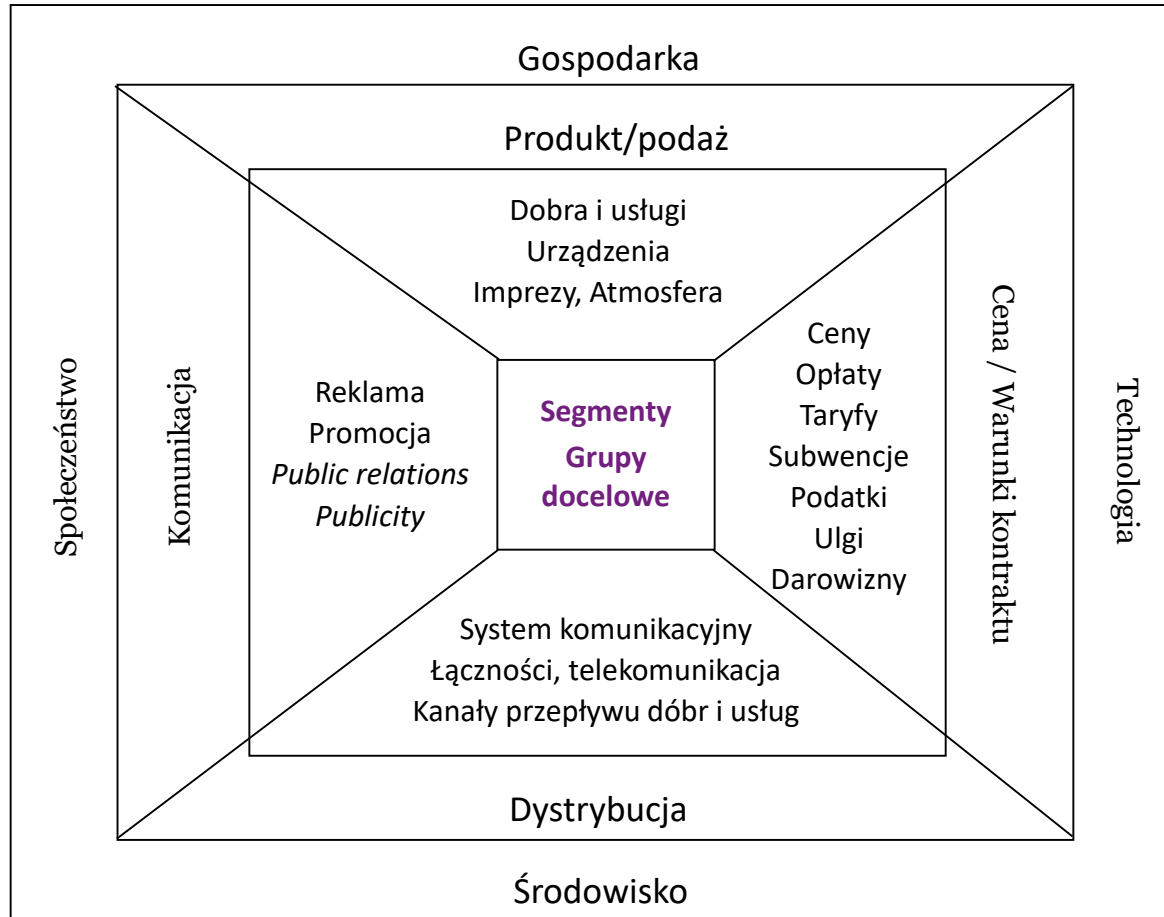 Gospodarka
Produkt/podaż
Dobra i usługi
Urządzenia
Imprezy, Atmosfera
Społeczeństwo
Komunikacja
Reklama
Promocja
Public relations
Publicity
Segmenty
Grupy
docelowe
Ceny
Opłaty
Taryfy
Subwencje
Podatki
Ulgi
Darowizny
Cena / Warunki kontraktu
Technologia
System komunikacyjny
Łączności, telekomunikacja
Kanały przepływu dóbr i usług
Dystrybucja
Środowisko